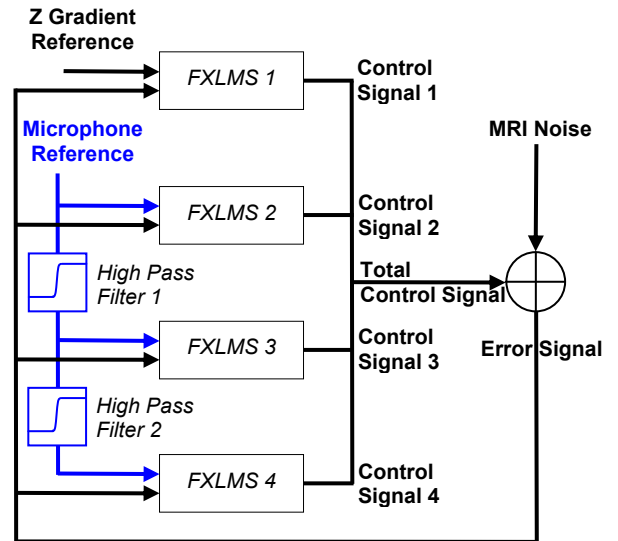 Z Gradient
Reference
FXLMS 1
Control
Signal 1
Microphone
Reference
MRI Noise
FXLMS 2
Control
Signal 2
High Pass
Filter 1
Total
Control Signal
FXLMS 3
Control
Signal 3
Error Signal
High Pass
Filter 2
FXLMS 4
Control
Signal 4